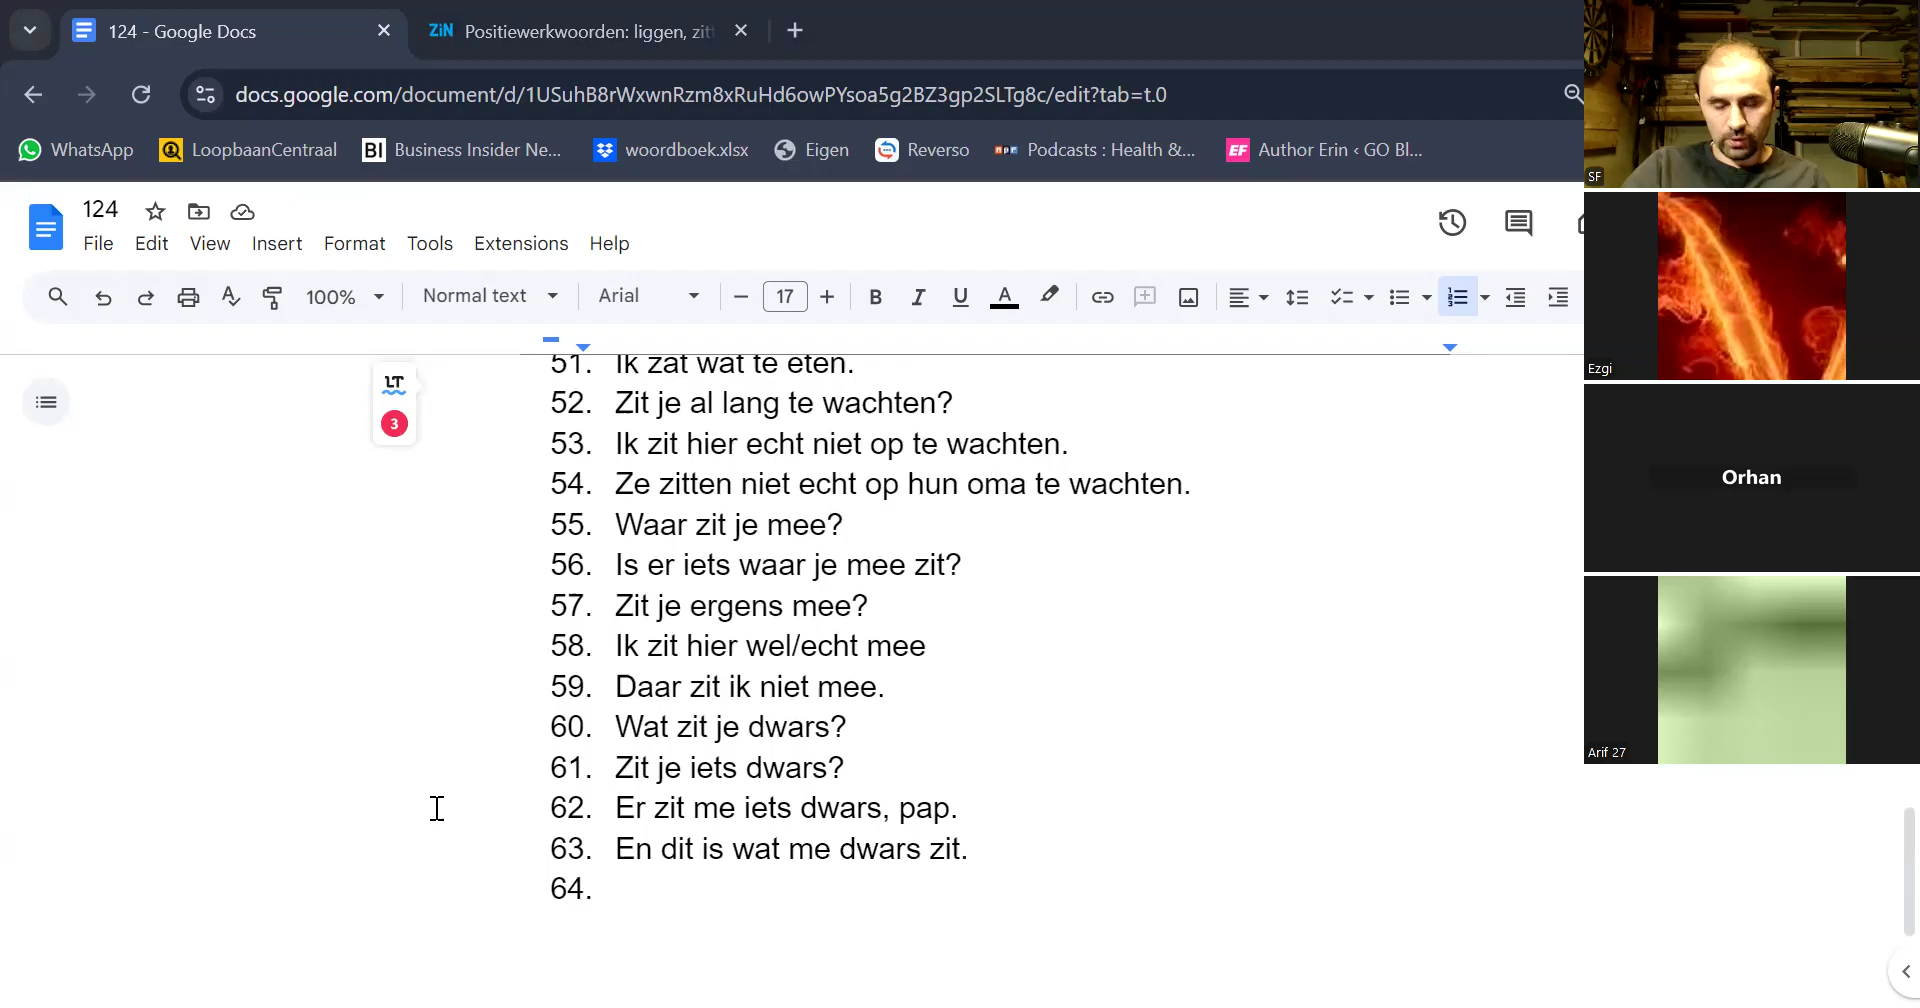 124 - Google Docs
ZiN Positiewerkwoorden: liggen, zit
docs.google.com/document/d/1USuhB8rWxwnRzm8xRuHd6owPYsoa5g2BZ3gp2SLTg8c/edit?tab=t.0
WhatsApp LoopbaanCentraal BI Business Insider Ne... woordboek.xlsx Eigen Reverso npr Podcasts : Health &... EF Author Erin ‹ GO Bl...
124
File Edit View Insert Format Tools Extensions Help
100% Normal text Arial 17 B I U A
LT
3
51. Ik zat wat te eten.
52. Zit je al lang te wachten?
53. Ik zit hier echt niet op te wachten.
54. Ze zitten niet echt op hun oma te wachten.
55. Waar zit je mee?
56. Is er iets waar je mee zit?
57. Zit je ergens mee?
58. Ik zit hier wel/echt mee
59. Daar zit ik niet mee.
60. Wat zit je dwars?
61. Zit je iets dwars?
62. Er zit me iets dwars, pap.
63. En dit is wat me dwars zit.
64.
SF
Ezgi
Orhan
Arif 27